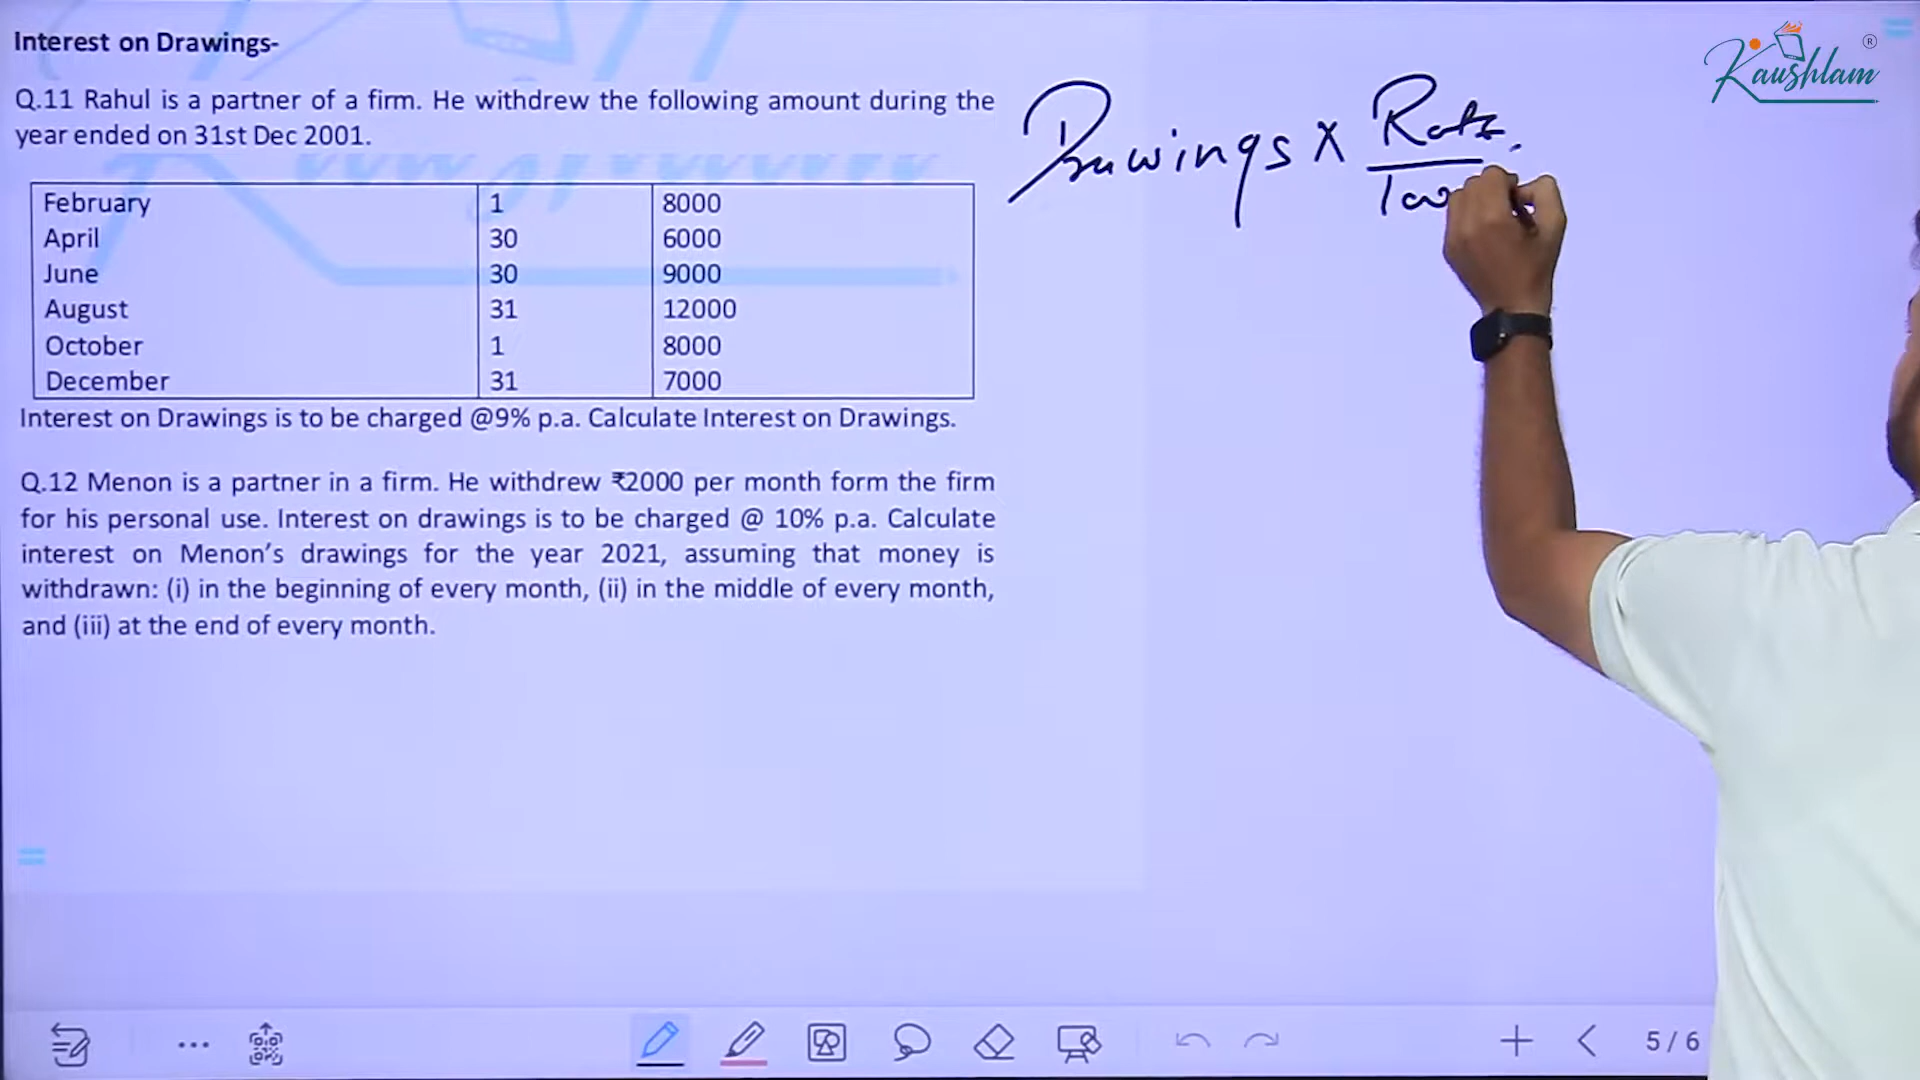 Interest on Drawings-
Kaushlam ®
Q.11 Rahul is a partner of a firm. He withdrew the following amount during the
year ended on 31st Dec 2001.
Drawings x Rate
February 1 8000
April 30 6000
June 30 9000
August 31 12000
October 1 8000
December 31 7000
Interest on Drawings is to be charged @9% p.a. Calculate Interest on Drawings.
Q.12 Menon is a partner in a firm. He withdrew ₹2000 per month form the firm
for his personal use. Interest on drawings is to be charged @ 10% p.a. Calculate
interest on Menon's drawings for the year 2021, assuming that money is
withdrawn: (i) in the beginning of every month, (ii) in the middle of every month,
and (iii) at the end of every month.
5 / 6